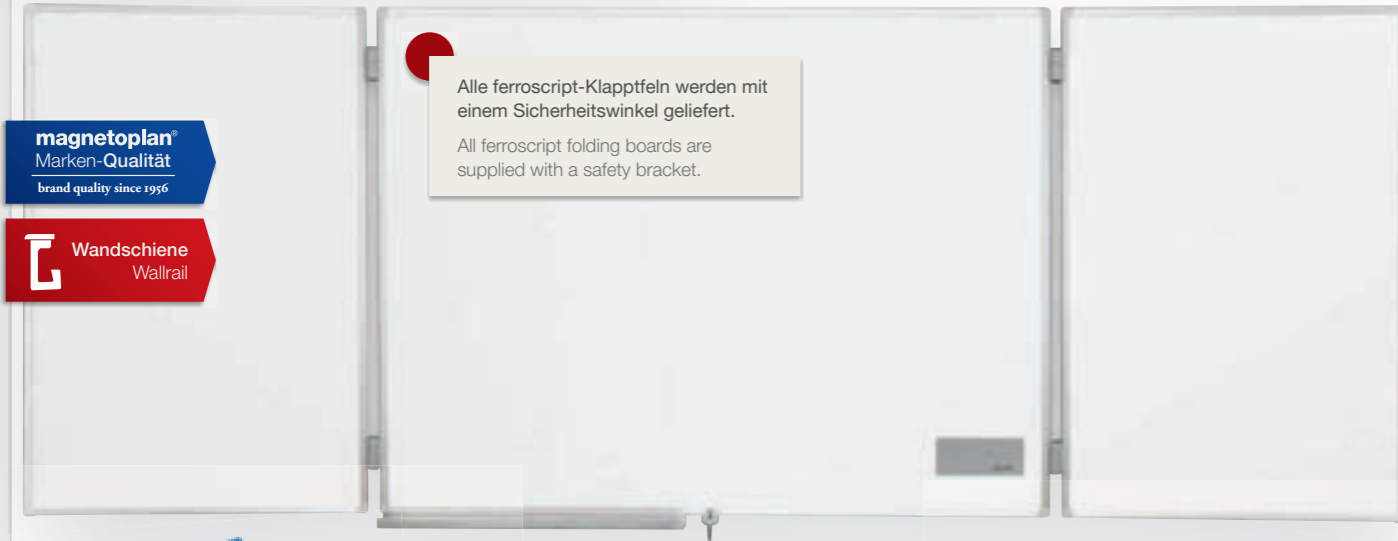 Alle ferroscript-Klapptfeln werden mit
einem Sicherheitswinkel geliefert.
All ferroscript folding boards are
supplied with a safety bracket.
magnetoplan®
Marken-Qualität
brand quality since 1956
Wandschiene
Wallrail